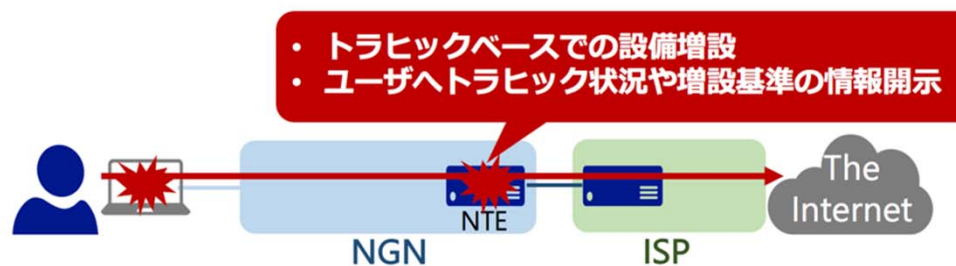 • トラヒックベースでの設備増設
• ユーザへトラヒック状況や増設基準の情報開示
The
Internet
NTE
NGN
ISP